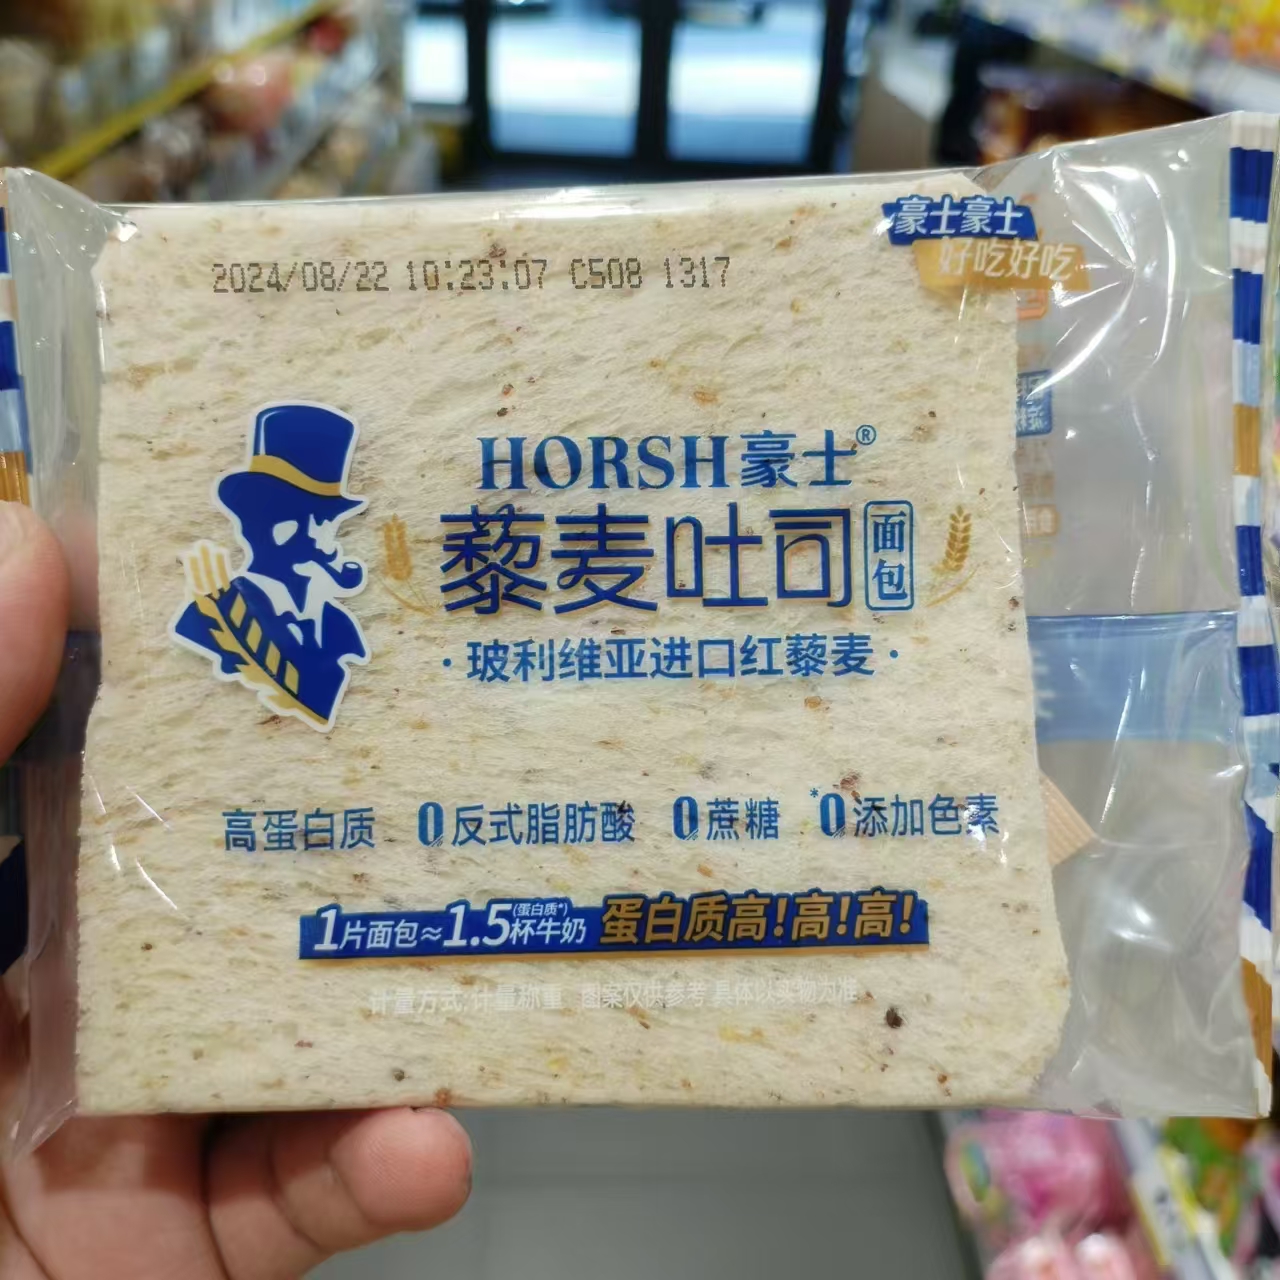 豪士豪士
好吃好吃
2024/08/22 10:23:07 C508 1317
HORSH豪士®
藜麦吐司 面包
·玻利维亚进口红藜麦·
高蛋白质 0反式脂肪酸 0蔗糖 *0添加色素
1片面包≈1.5杯牛奶(蛋白质*) 蛋白质高!高!高!
计量方式:计量称重 图案仅供参考 具体以实物为准